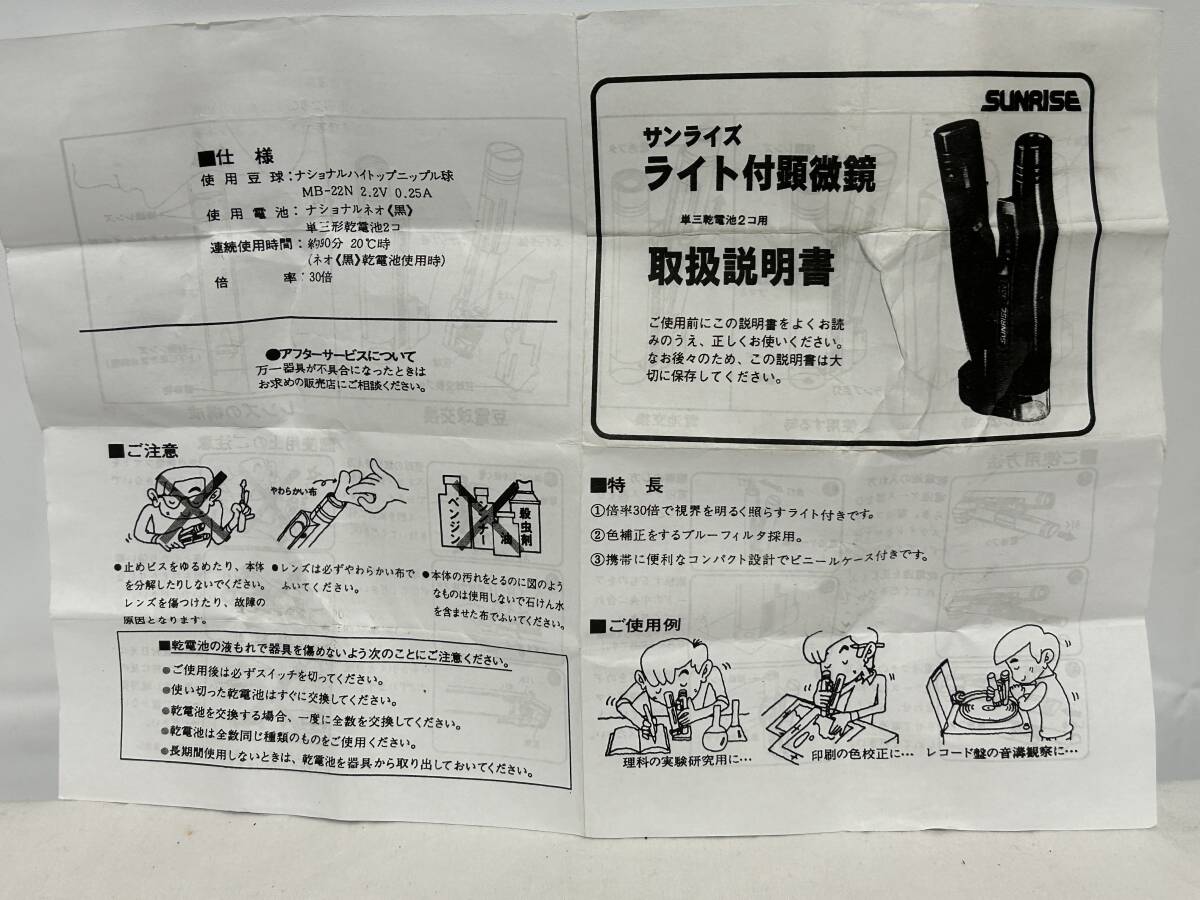 SUNRISE
サンライズ
ライト付顕微鏡
単三乾電池2コ用
取扱説明書
ご使用前にこの説明書をよくお読
みのうえ、正しくお使いください。
なお後々のため、この説明書は大
切に保存してください。
SUNRISE
■仕様
使用豆球:ナショナルハイトップニップル球
MB-22N 2.2V 0.25A
使用電池:ナショナルネオ《黒》
単三形乾電池2コ
連続使用時間:約90分 20℃時
(ネオ《黒》乾電池使用時)
倍率:30倍
●アフターサービスについて
万一器具が不具合になったときは
お求めの販売店にご相談ください。
■ご注意
やわらかい布
ベンジン
油
殺虫剤
●止めビスをゆるめたり、本体
を分解したりしないでください。
レンズを傷つけたり、故障の
原因となります。
●レンズは必ずやわらかい布で
ふいてください。
●本体の汚れをとるのに図のよう
なものは使用しないで石けん水
を含ませた布でふいてください。
■乾電池の液もれで器具を傷めないよう次のことにご注意ください。
●ご使用後は必ずスイッチを切ってください。
●使い切った乾電池はすぐに交換してください。
●乾電池を交換する場合、一度に全数を交換してください。
●乾電池は全数同じ種類のものをご使用ください。
●長期間使用しないときは、乾電池を器具から取り出しておいてください。
■特長
①倍率30倍で視界を明るく照らすライト付きです。
②色補正をするブルーフィルタ採用。
③携帯に便利なコンパクト設計でビニールケース付きです。
■ご使用例
理科の実験研究用に…
印刷の色校正に…
レコード盤の音溝観察に…